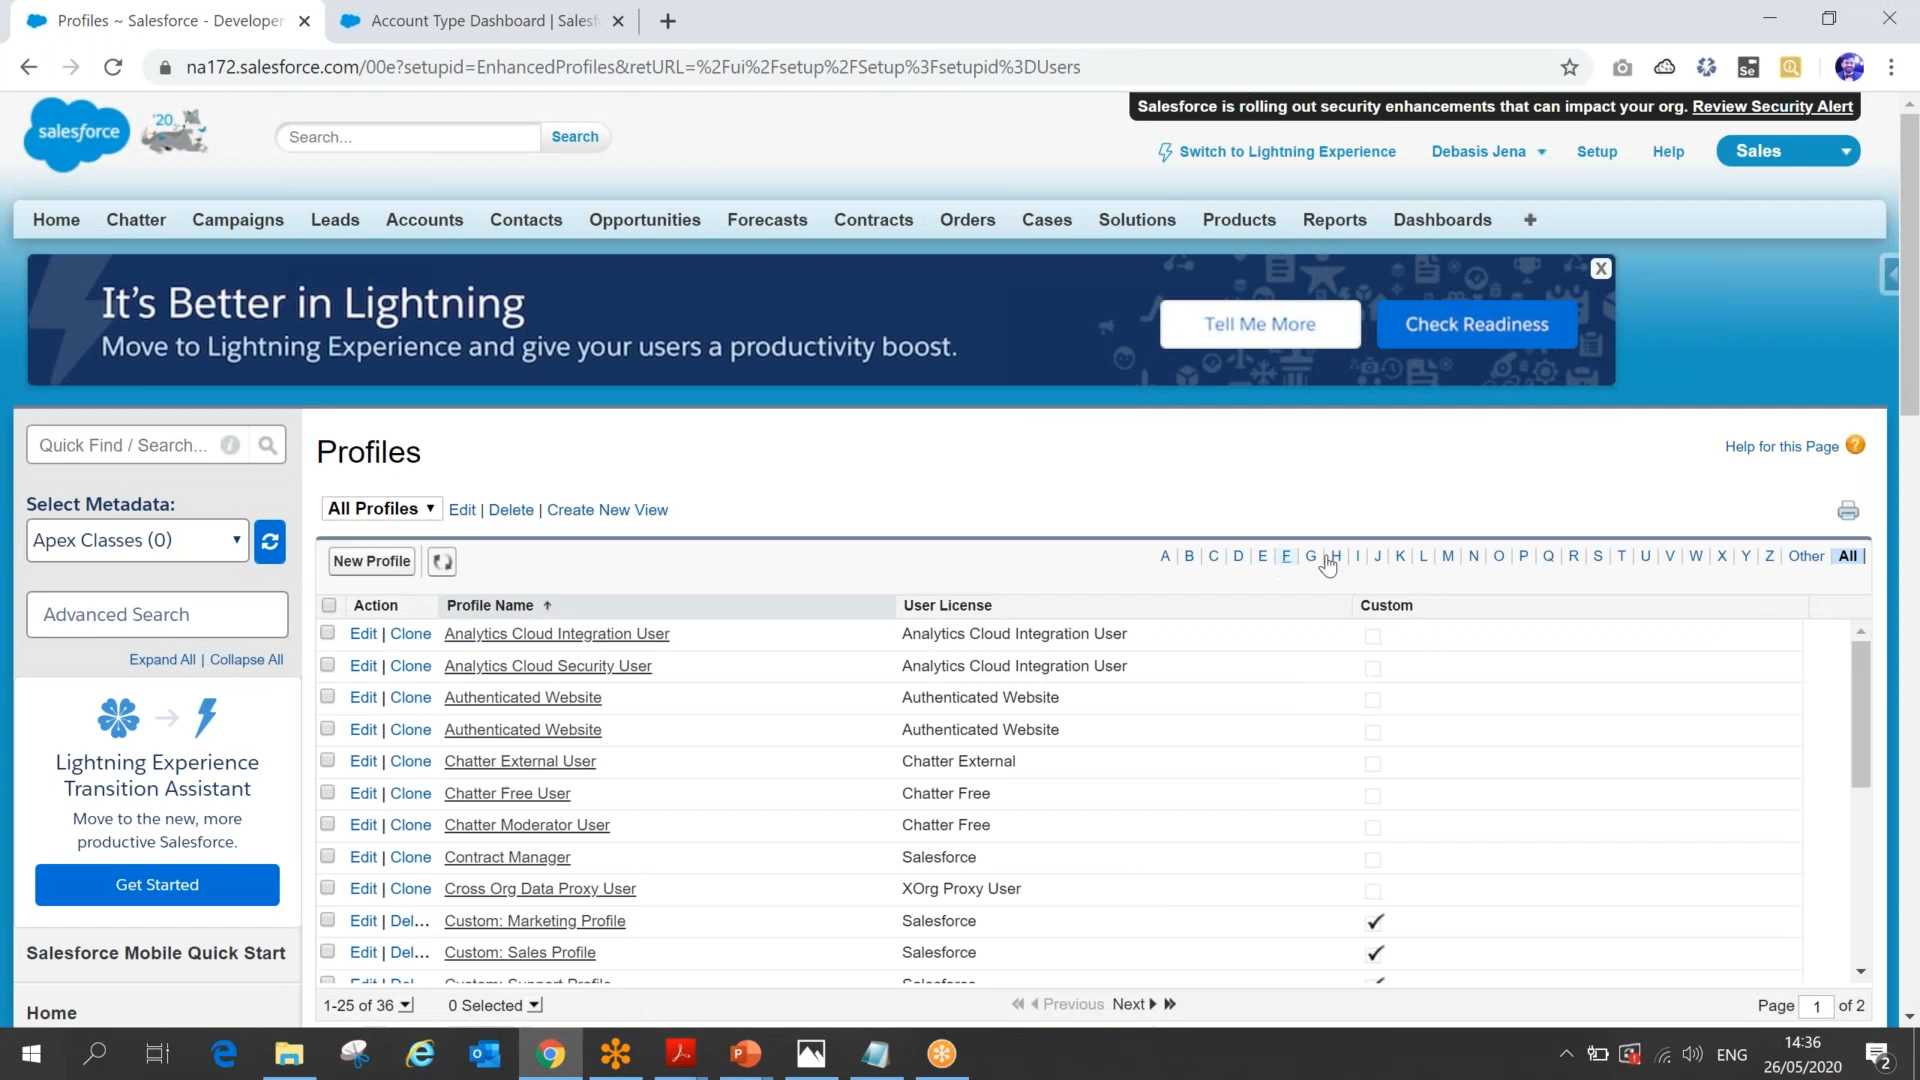 Profiles ~ Salesforce - Developer
Account Type Dashboard | Salesf
na172.salesforce.com/00e?setupid=EnhancedProfiles&retURL=%2Fui%2Fsetup%2FSetup%3Fsetupid%3DUsers
Se
Salesforce is rolling out security enhancements that can impact your org. Review Security Alert
salesforce
'20
Search...
Search
Switch to Lightning Experience
Debasis Jena
Setup
Help
Sales
Home
Chatter
Campaigns
Leads
Accounts
Contacts
Opportunities
Forecasts
Contracts
Orders
Cases
Solutions
Products
Reports
Dashboards
It's Better in Lightning
Move to Lightning Experience and give your users a productivity boost.
Tell Me More
Check Readiness
X
Quick Find / Search...
Select Metadata:
Apex Classes (0)
Advanced Search
Expand All | Collapse All
Lightning Experience
Transition Assistant
Move to the new, more
productive Salesforce.
Get Started
Salesforce Mobile Quick Start
Home
Profiles
Help for this Page ?
All Profiles
Edit | Delete | Create New View
New Profile
A | B | C | D | E | F | G | H | I | J | K | L | M | N | O | P | Q | R | S | T | U | V | W | X | Y | Z | Other | All |
Action Profile Name User License Custom
Edit | Clone Analytics Cloud Integration User Analytics Cloud Integration User
Edit | Clone Analytics Cloud Security User Analytics Cloud Integration User
Edit | Clone Authenticated Website Authenticated Website
Edit | Clone Authenticated Website Authenticated Website
Edit | Clone Chatter External User Chatter External
Edit | Clone Chatter Free User Chatter Free
Edit | Clone Chatter Moderator User Chatter Free
Edit | Clone Contract Manager Salesforce
Edit | Clone Cross Org Data Proxy User XOrg Proxy User
Edit | Del... Custom: Marketing Profile Salesforce
Edit | Del... Custom: Sales Profile Salesforce
Edit | Del... Custom: Support Profile Salesforce
1-25 of 36
0 Selected
Previous Next
Page 1 of 2
ENG
14:36
26/05/2020
2